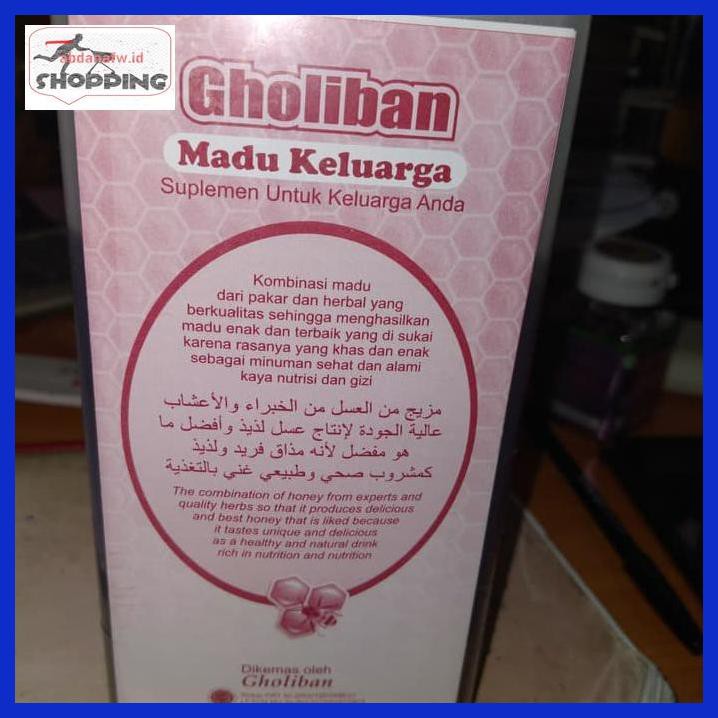 SHOPPING
Gholiban
Madu Keluarga
Suplemen Untuk Keluarga Anda
Kombinasi madu
dari pakar dan herbal yang
berkualitas sehingga menghasilkan
madu enak dan terbaik yang di sukai
karena rasanya yang khas dan enak
sebagai minuman sehat dan alami
kaya nutrisi dan gizi
مزيج من العسل من الخبراء والأعشاب
عالية الجودة لإنتاج عسل لذيذ وأفضل ما
هو مفضل لأنه مذاق فريد ولذيذ
كمشروب صحي وطبيعي غني بالتغذية
The combination of honey from experts and
quality herbs so that it produces delicious
and best honey that is liked because
it tastes unique and delicious
as a healthy and natural drink
rich in nutrition and nutrition
Dikemas oleh
Gholiban